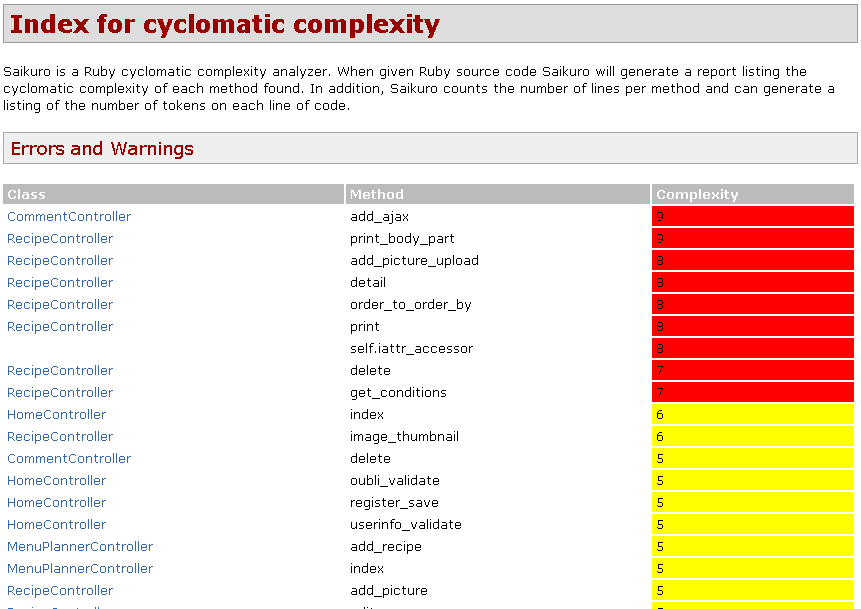 Index for cyclomatic complexity
Saikuro is a Ruby cyclomatic complexity analyzer. When given Ruby source code Saikuro will generate a report listing the
cyclomatic complexity of each method found. In addition, Saikuro counts the number of lines per method and can generate a
listing of the number of tokens on each line of code.
Errors and Warnings
Class Method Complexity
CommentController add_ajax 9
RecipeController print_body_part 9
RecipeController add_picture_upload 8
RecipeController detail 8
RecipeController order_to_order_by 8
RecipeController print 8
self.iattr_accessor 8
RecipeController delete 7
RecipeController get_conditions 7
HomeController index 6
RecipeController image_thumbnail 6
CommentController delete 5
HomeController oubli_validate 5
HomeController register_save 5
HomeController userinfo_validate 5
MenuPlannerController add_recipe 5
MenuPlannerController index 5
RecipeController add_picture 5